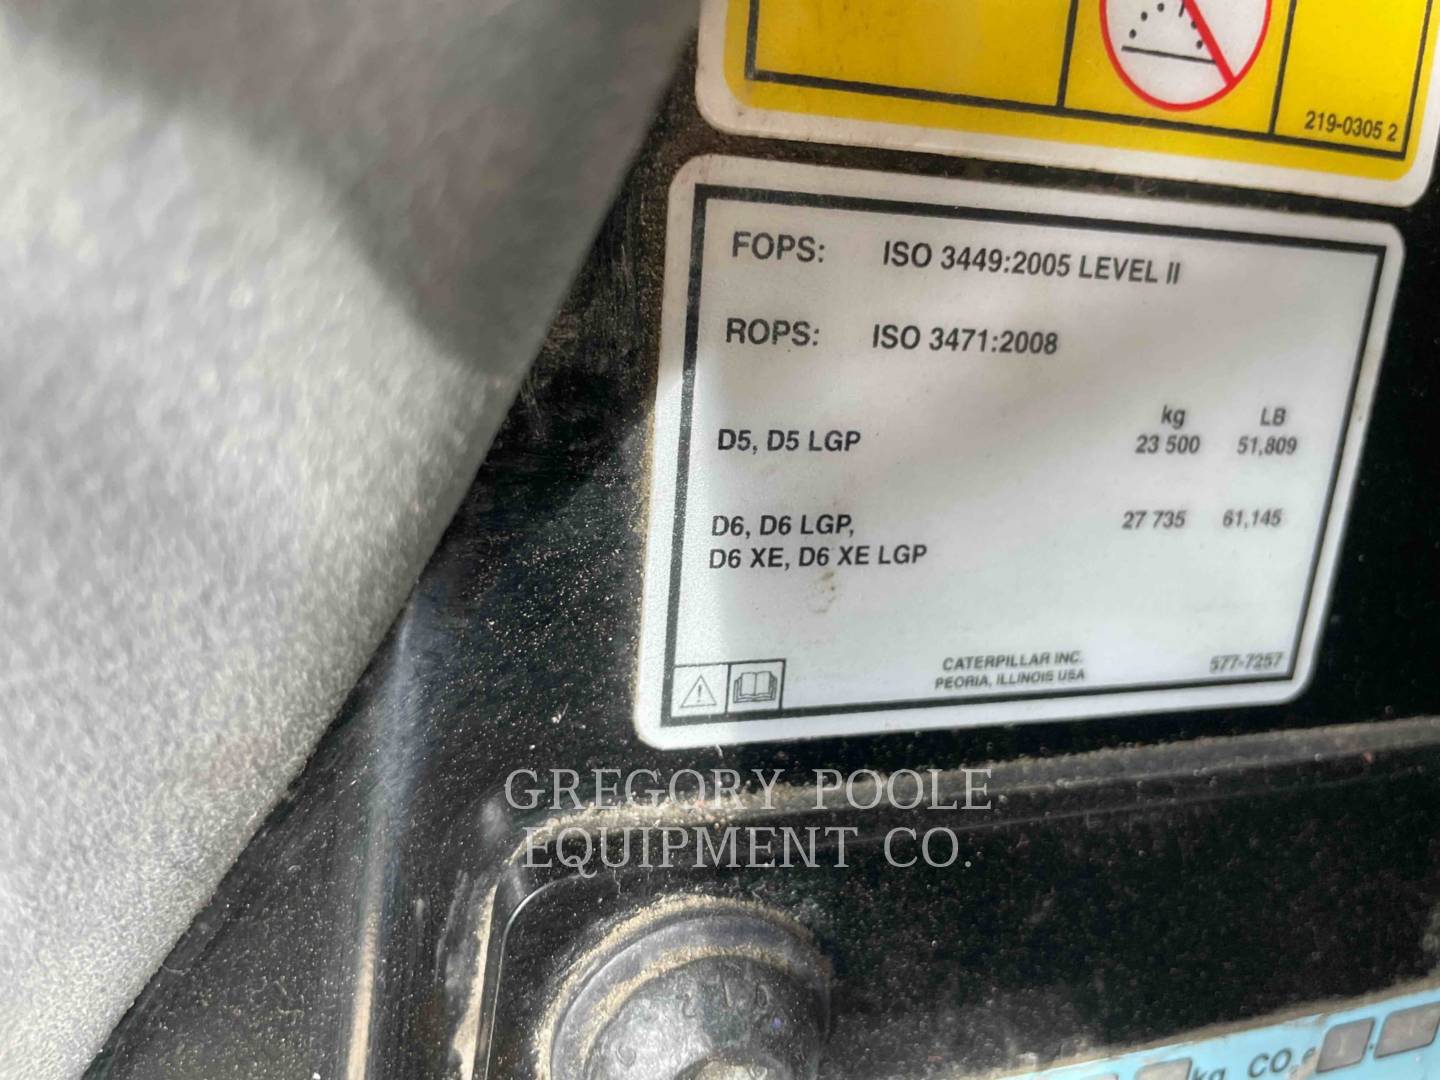 219-0305 2
FOPS: ISO 3449:2005 LEVEL II
ROPS: ISO 3471:2008
kg LB
D5, D5 LGP 23 500 51,809
D6, D6 LGP, 27 735 61,145
D6 XE, D6 XE LGP
CATERPILLAR INC. 577-7257
PEORIA, ILLINOIS USA
GREGORY POOLE
EQUIPMENT CO.
kg CO₂e